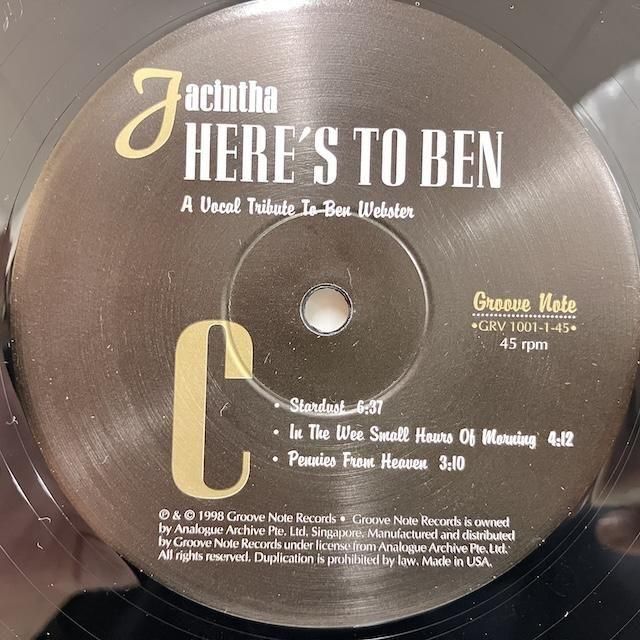 Jacintha
HERE'S TO BEN
A Vocal Tribute To Ben Webster
Groove Note
•GRV 1001-1-45•
45 rpm
C
• Stardust 6:37
• In The Wee Small Hours Of Morning 4:12
• Pennies From Heaven 3:10
℗ & © 1998 Groove Note Records • Groove Note Records is owned
by Analogue Archive Pte. Ltd, Singapore. Manufactured and distributed
by Groove Note Records under license from Analogue Archive Pte. Ltd.
All rights reserved. Duplication is prohibited by law. Made in USA.